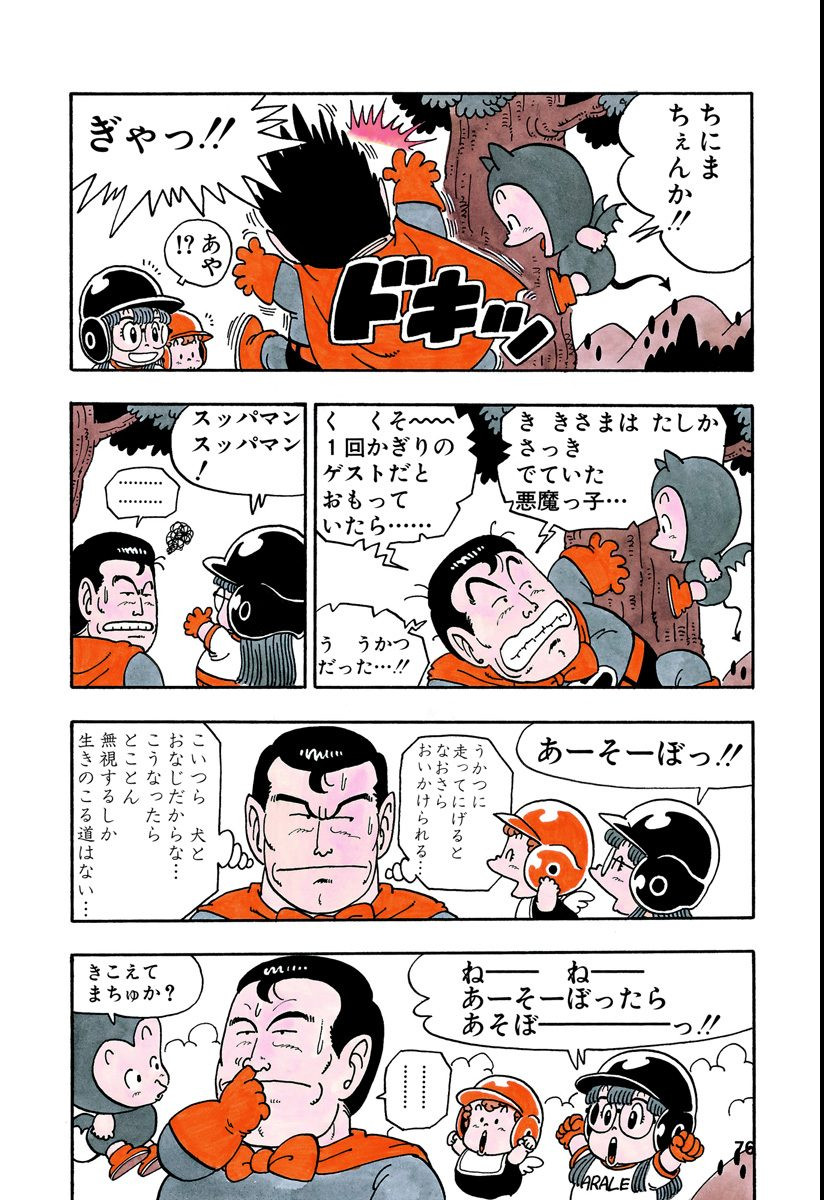 ちにま
ちぇんか!!
ぎゃっ!!
あや
!?
ドキッ
き きさまは たしか
さっき
でていた
悪魔っ子…
く くそ〜〜〜
1回かぎりの
ゲストだと
おもって
いたら……
う うかつ
だった…!!
スッパマン
スッパマン
!
………
………
あーそーぼっ!!
うかつに
走ってにげると
なおさら
おいかけられる…
こいつら 犬と
おなじだからな…
こうなったら
とことん
無視するしか
生きのこる道はない…
ねー― ねー―
あーそーぼったら
あそぼ―――――っ!!
………
………
きこえて
まちゅか?
ARALE
76